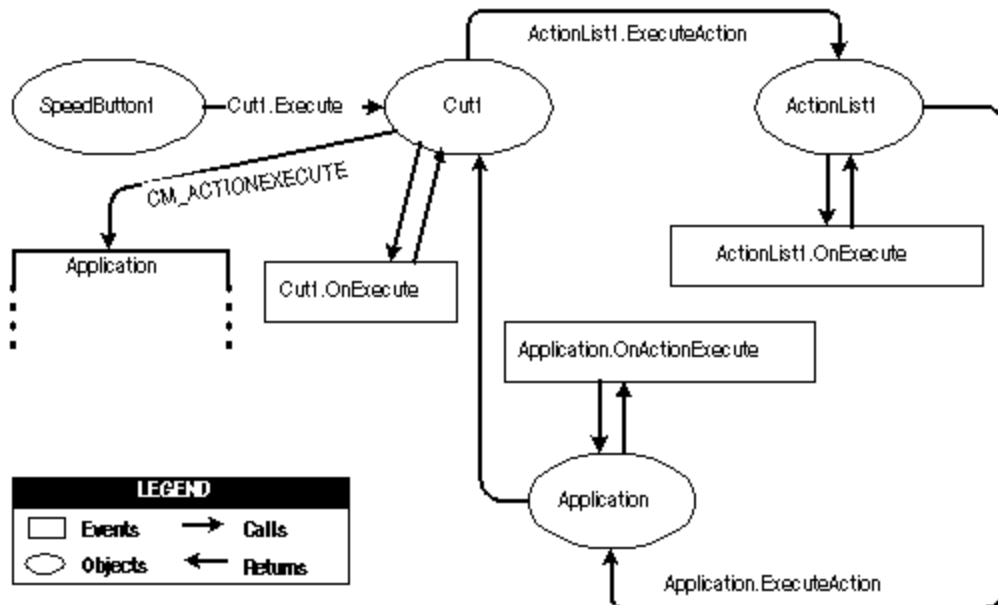 ActionList1.ExecuteAction
SpeedButton1
Cut1.Execute
Cut1
ActionList1
CM_ACTIONEXECUTE
Application
Cut1.OnExecute
ActionList1.OnExecute
Application.OnActionExecute
Application
LEGEND
Events
Calls
Objects
Returns
Application.ExecuteAction